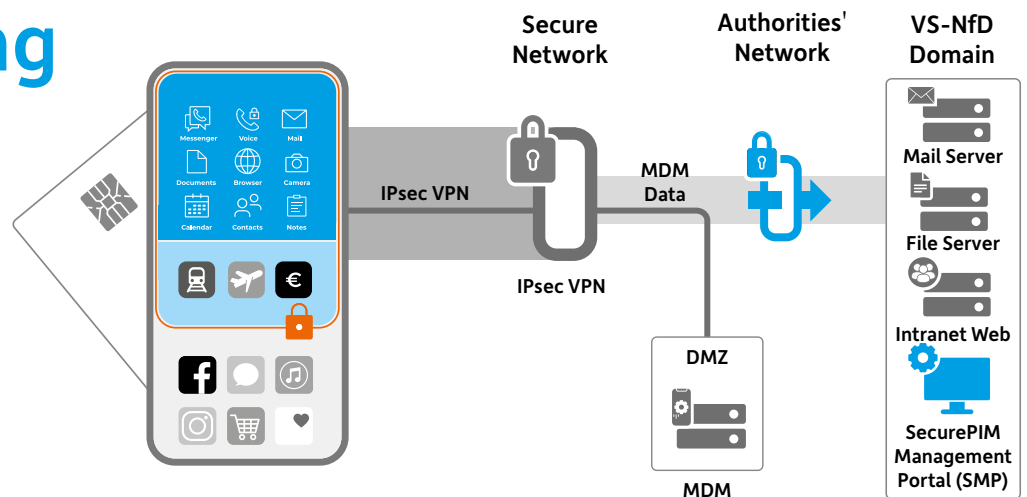 ng
Secure
Network
Authorities'
Network
VS-NfD
Domain
Messenger
Voice
Mail
Documents
Browser
Camera
Calendar
Contacts
Notes
€
IPsec VPN
MDM
Data
IPsec VPN
DMZ
MDM
Mail Server
File Server
Intranet Web
SecurePIM
Management
Portal (SMP)